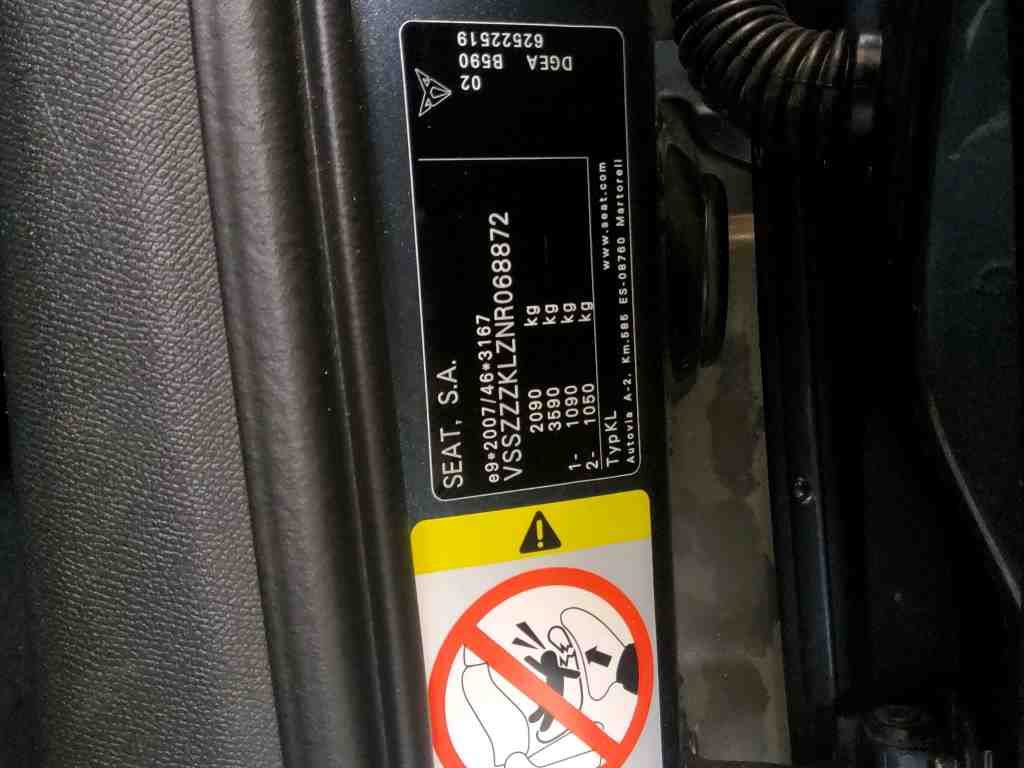 SEAT, S.A.
e9*2007/46*3167
VSSZZZKLZNR068872
2090 kg
3590 kg
1- 1090 kg
2- 1050 kg
TypKL www.seat.com
Autovia A-2, Km.585 ES-08760 Martorell
02
B590
62522519
DGEA